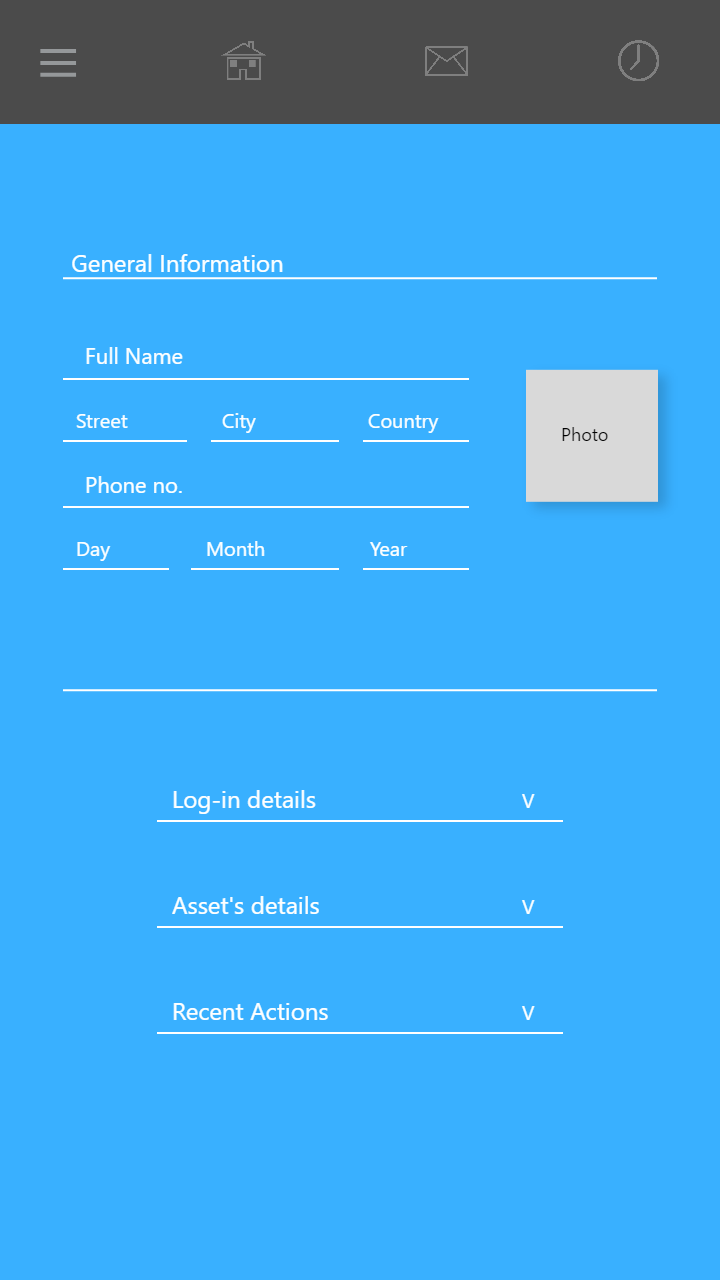 General Information
Full Name
Street City Country
Photo
Phone no.
Day Month Year
Log-in details V
Asset's details V
Recent Actions V